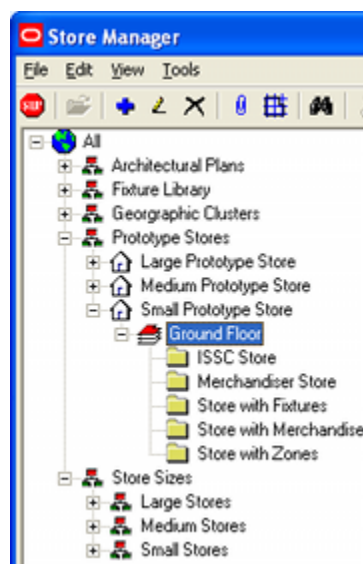 Store Manager
File Edit View Tools
STOP
All
Architectural Plans
Fixture Library
Georgraphic Clusters
Prototype Stores
Large Prototype Store
Medium Prototype Store
Small Prototype Store
Ground Floor
ISSC Store
Merchandiser Store
Store with Fixtures
Store with Merchandise
Store with Zones
Store Sizes
Large Stores
Medium Stores
Small Stores